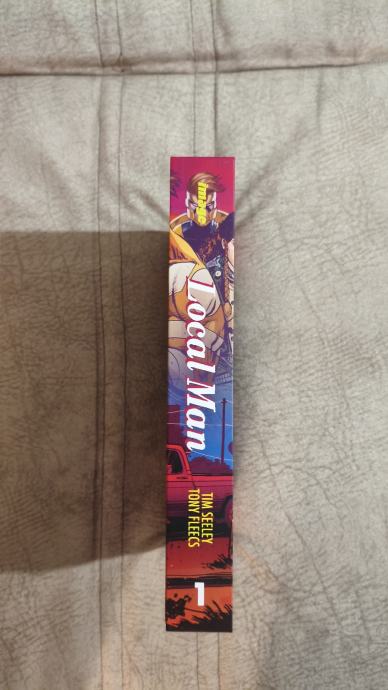 image
Local Man
TIM SEELEY
TONY FLEECS
1